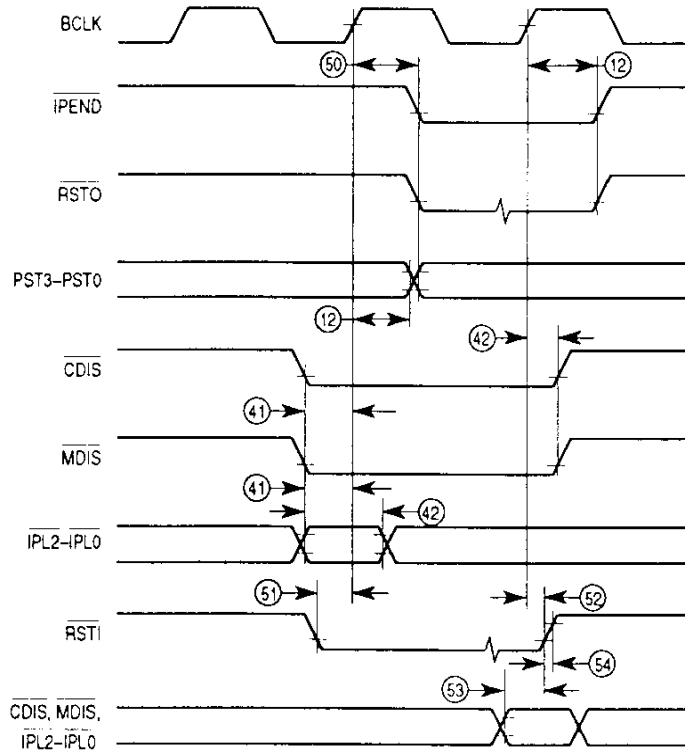 BCLK
50
12
IPEND
RSTO
PST3-PST0
12
42
CDIS
41
MDIS
41
42
IPL2-IPL0
51
52
RSTI
54
53
CDIS, MDIS,
IPL2-IPL0